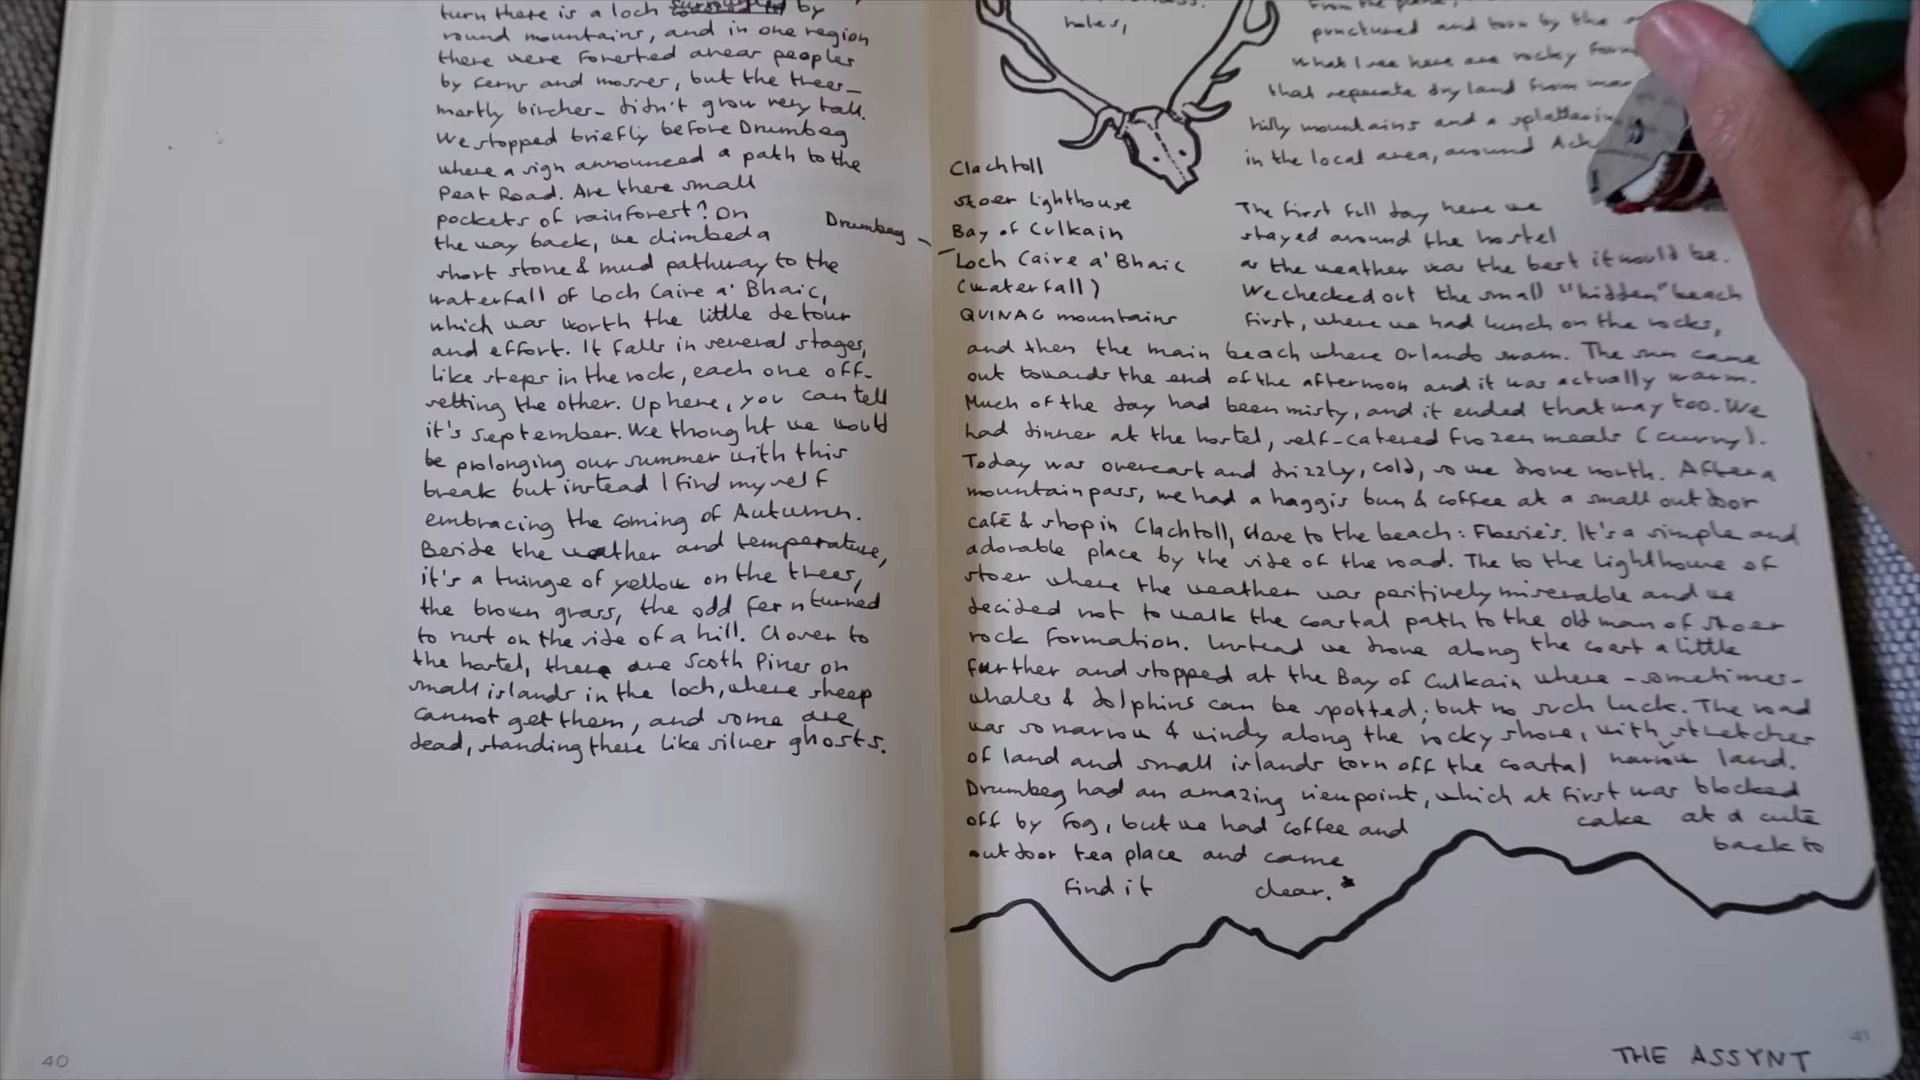 turn there is a loch by
round mountains, and in one region
there were forested areas peoples
by ferns and mosses, but the trees _
mostly birches _ didn't grow very tall.
We stopped briefly before Drumbeg
where a sign announced a path to the
Peat Road. Are there small
pockets of rainforest? On
the way back, we climbed a
short stone & mud pathway to the
waterfall of Loch Caire a' Bhaic,
which was worth the little detour
and effort. It falls in several stages,
like steps in the rock, each one off-
setting the other. Up here, you can tell
it's september. We thought we would
be prolonging our summer with this
break but instead I find myself
embracing the coming of Autumn.
Beside the weather and temperature,
it's a twinge of yellow on the trees,
the brown grass, the odd fern turned
to rust on the side of a hill. Closer to
the hostel, there are Scoth Pines on
small islands in the loch, where sheep
cannot get them, and some are
dead, standing there like silver ghosts.
40
holes,
from the
punctured and torn by the
What I see here are rocky
that separate dry land from
hilly mountains and a splattering
in the local area, around
Drumbeg -
Clachtoll
stoer lighthouse
Bay of Culkain
- Loch Caire a' Bhaic
(waterfall)
QUINAG mountains
The first full day here we
stayed around the hostel
as the weather was the best it would be.
We checked out the small "hidden" beach
first, where we had lunch on the rocks,
and then the main beach where Orlando swam. The sun came
out towards the end of the afternoon and it was actually warm.
Much of the day had been misty, and it ended that way too. We
had dinner at the hostel, self-catered frozen meals (curry).
Today was overcast and drizzly, cold, so we drove north. After a
mountain pass, we had a haggis bun & coffee at a small outdoor
café & shop in Clachtoll, close to the beach: Flossie's. It's a simple and
adorable place by the side of the road. The to the lighthouse of
stoer where the weather was positively miserable and we
decided not to walk the coastal path to the old man of stoer
rock formation. Instead we drove along the coast a little
further and stopped at the Bay of Culkain where - sometimes -
whales & dolphins can be spotted; but no such luck. The road
was so narrow & windy along the rocky shore, with stretches
of land and small islands torn off the coastal narrow land.
Drumbeg had an amazing viewpoint, which at first was blocked
off by fog, but we had coffee and cake at a cute
outdoor tea place and came back to
find it clear.*
THE ASSYNT